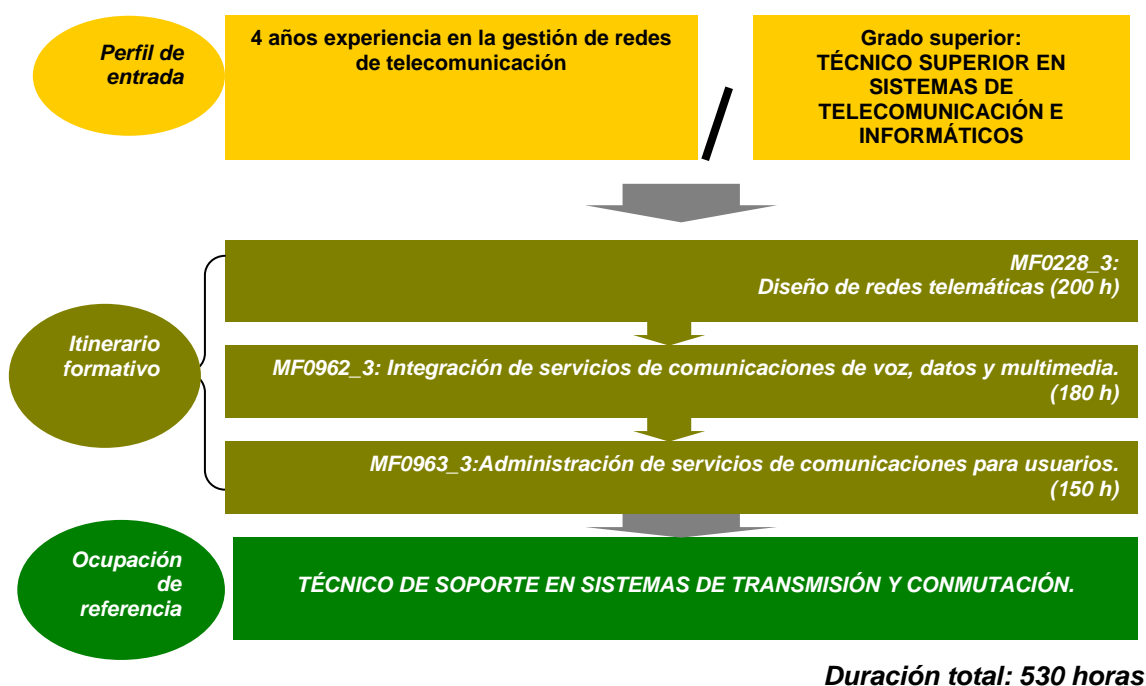 Perfil de
entrada
4 años experiencia en la gestión de redes
de telecomunicación
/
Grado superior:
TÉCNICO SUPERIOR EN
SISTEMAS DE
TELECOMUNICACIÓN E
INFORMÁTICOS
Itinerario
formativo
MF0228_3:
Diseño de redes telemáticas (200 h)
MF0962_3: Integración de servicios de comunicaciones de voz, datos y multimedia.
(180 h)
MF0963_3:Administración de servicios de comunicaciones para usuarios.
(150 h)
Ocupación
de
referencia
TÉCNICO DE SOPORTE EN SISTEMAS DE TRANSMISIÓN Y CONMUTACIÓN.
Duración total: 530 horas